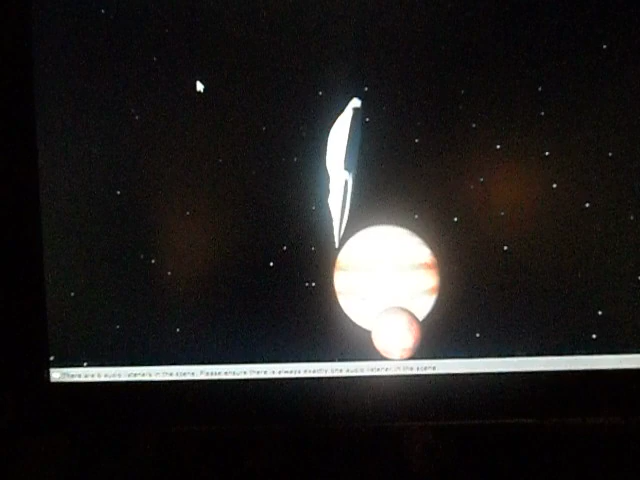 There are 6 audio listeners in the scene. Please ensure there is always exactly one audio listener in the scene.